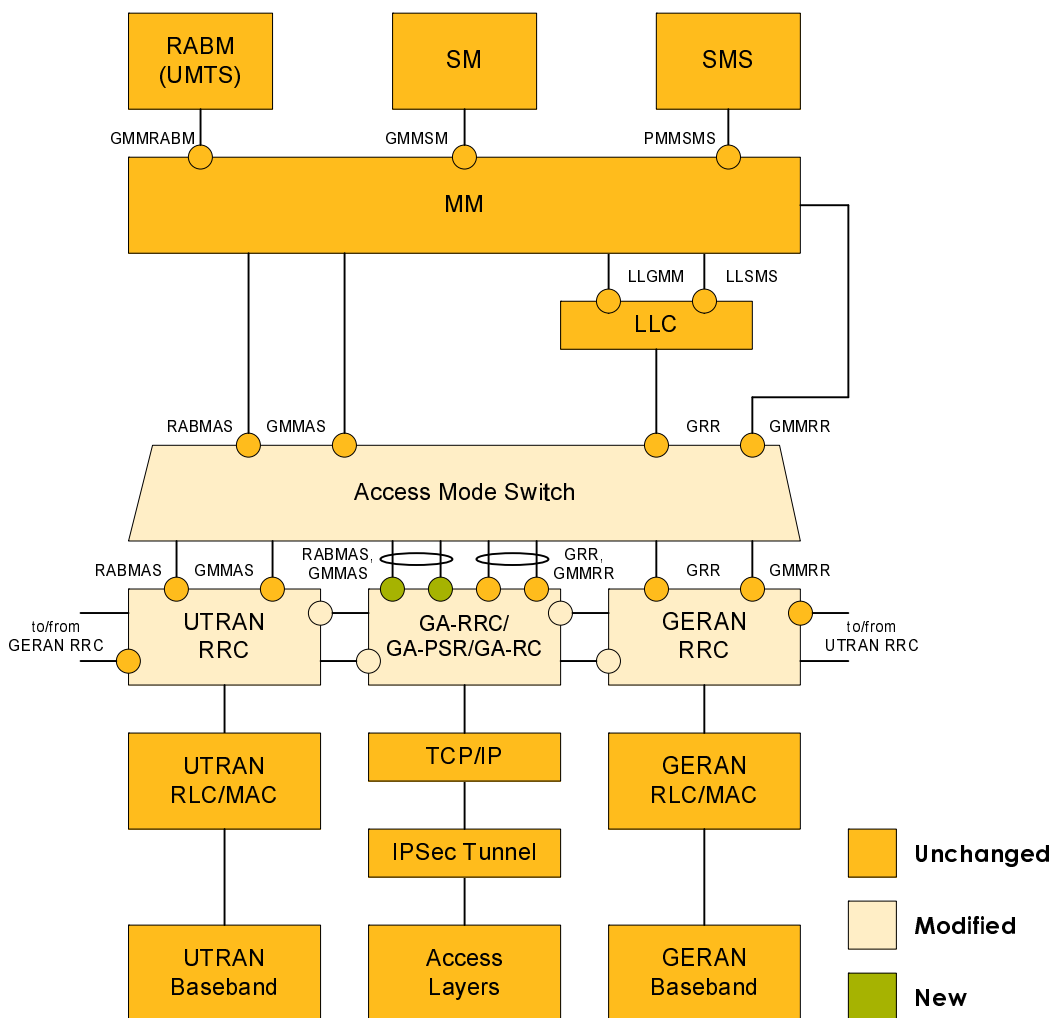 RABM
(UMTS)
SM
SMS
GMMRABM
GMMSM
PMMSMS
MM
LLGMM
LLSMS
LLC
RABMAS
GMMAS
GRR
GMMRR
Access Mode Switch
RABMAS
GMMAS
RABMAS,
GMMAS
GRR,
GMMRR
GRR
GMMRR
to/from
GERAN RRC
UTRAN
RRC
GA-RRC/
GA-PSR/GA-RC
GERAN
RRC
to/from
UTRAN RRC
UTRAN
RLC/MAC
TCP/IP
GERAN
RLC/MAC
IPSec Tunnel
UTRAN
Baseband
Access
Layers
GERAN
Baseband
Unchanged
Modified
New